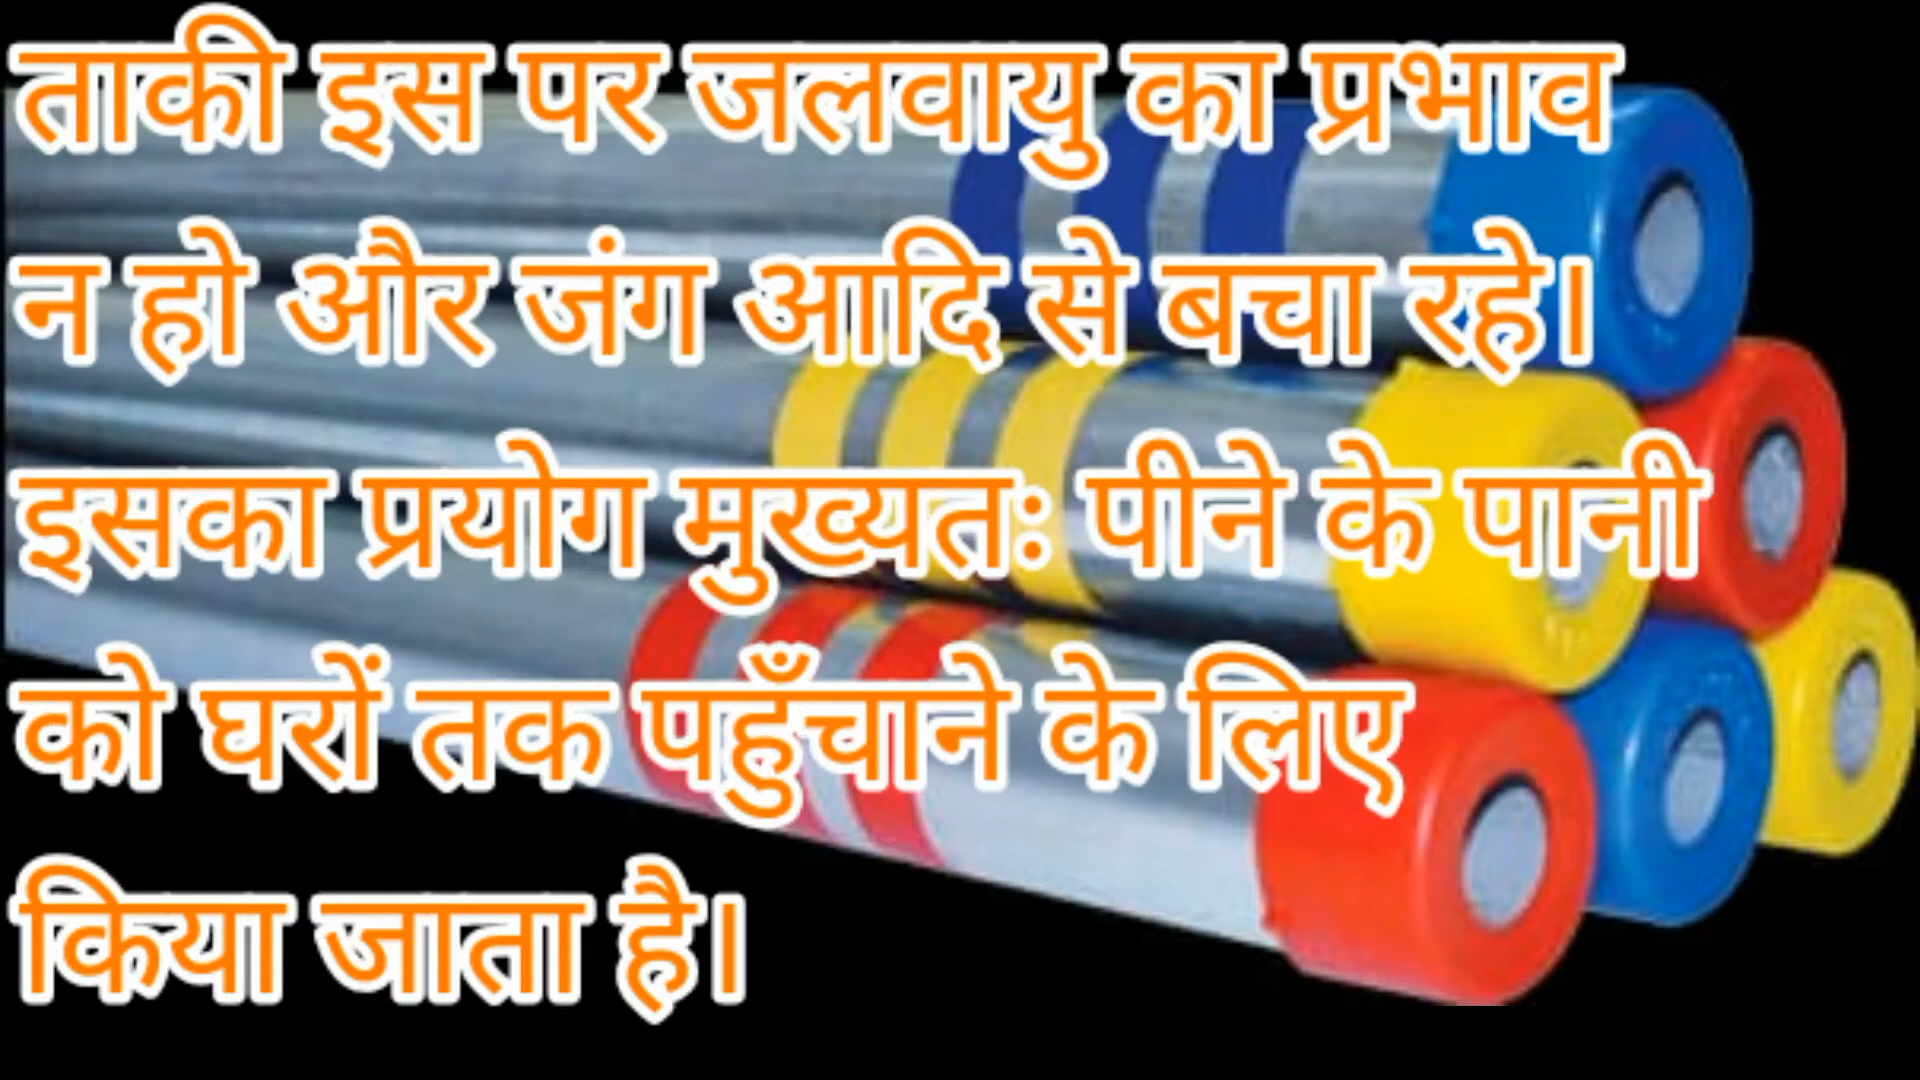 ताकी इस पर जलवायु का प्रभाव
न हो और जंग आदि से बचा रहे।
इसका प्रयोग मुख्यतः पीने के पानी
को घरों तक पहुँचाने के लिए
किया जाता है।